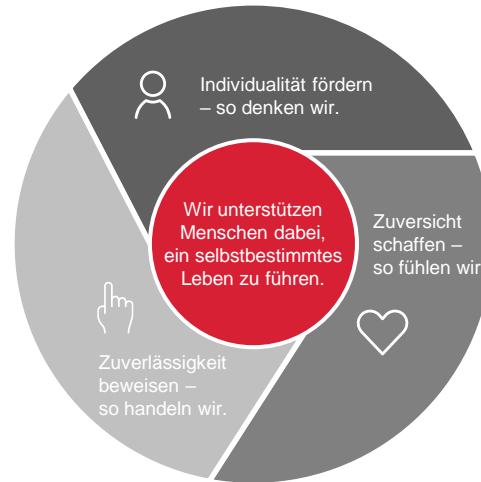 Individualität fördern
– so denken wir.
Wir unterstützen
Menschen dabei,
ein selbstbestimmtes
Leben zu führen.
Zuversicht
schaffen –
so fühlen wir
Zuverlässigkeit
beweisen –
so handeln wir.